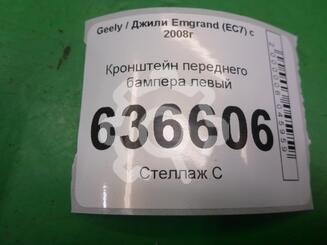 Geely / Джили Emgrand (EC7) с
2008г
Кронштейн переднего
бампера левый
636606
Стеллаж С